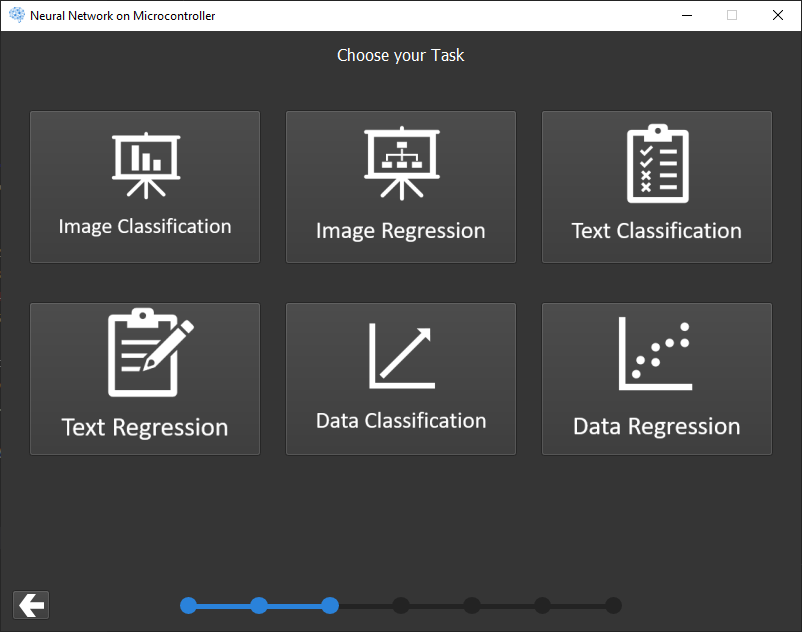 Neural Network on Microcontroller
Choose your Task
Image Classification
Image Regression
Text Classification
Text Regression
Data Classification
Data Regression